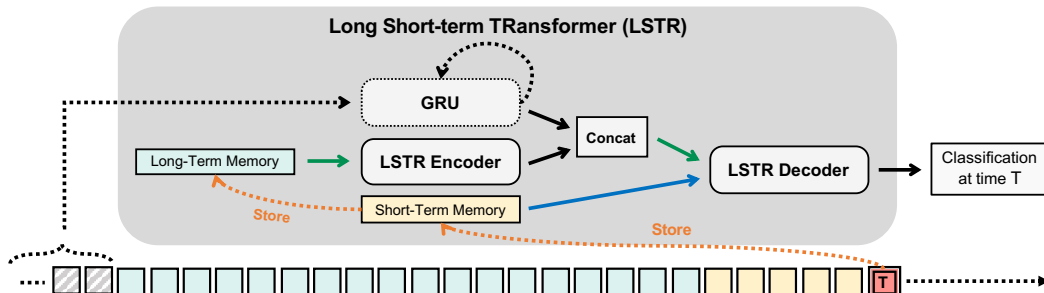 Long Short-term TRansformer (LSTR)
GRU
Concat
Long-Term Memory
LSTR Encoder
LSTR Decoder
Classification
at time T
Short-Term Memory
Store
Store
T